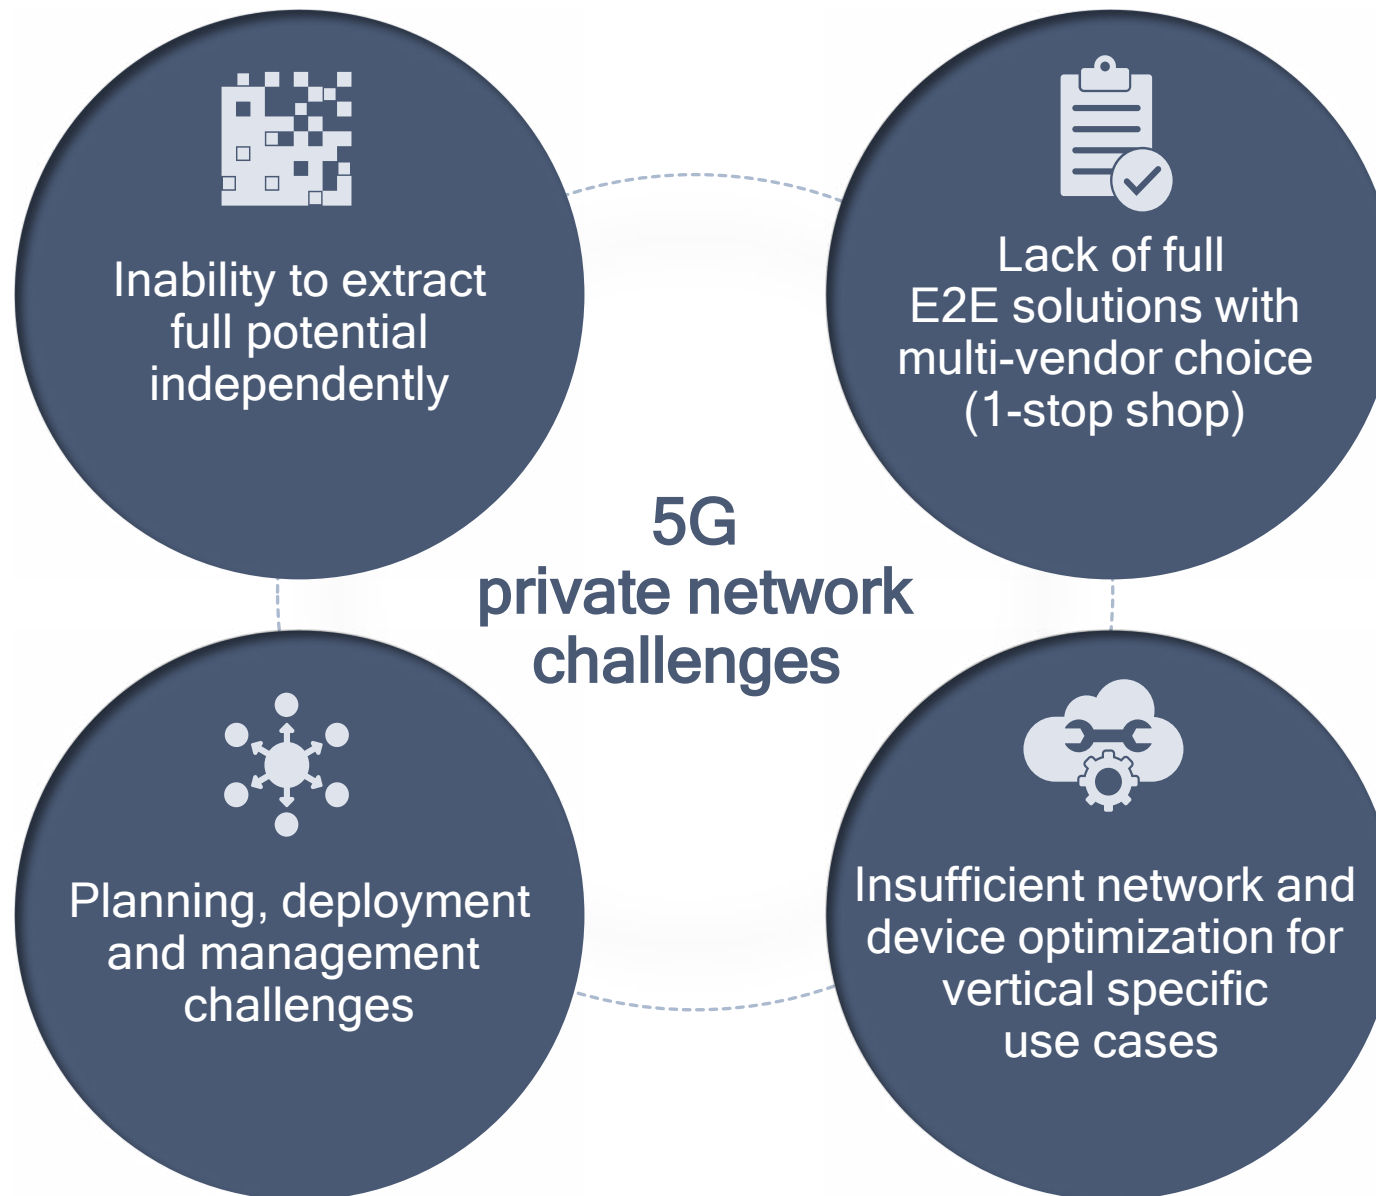 Inability to extract
full potential
independently
Lack of full
E2E solutions with
multi-vendor choice
(1-stop shop)
5G
private network
challenges
Planning, deployment
and management
challenges
Insufficient network and
device optimization for
vertical specific
use cases